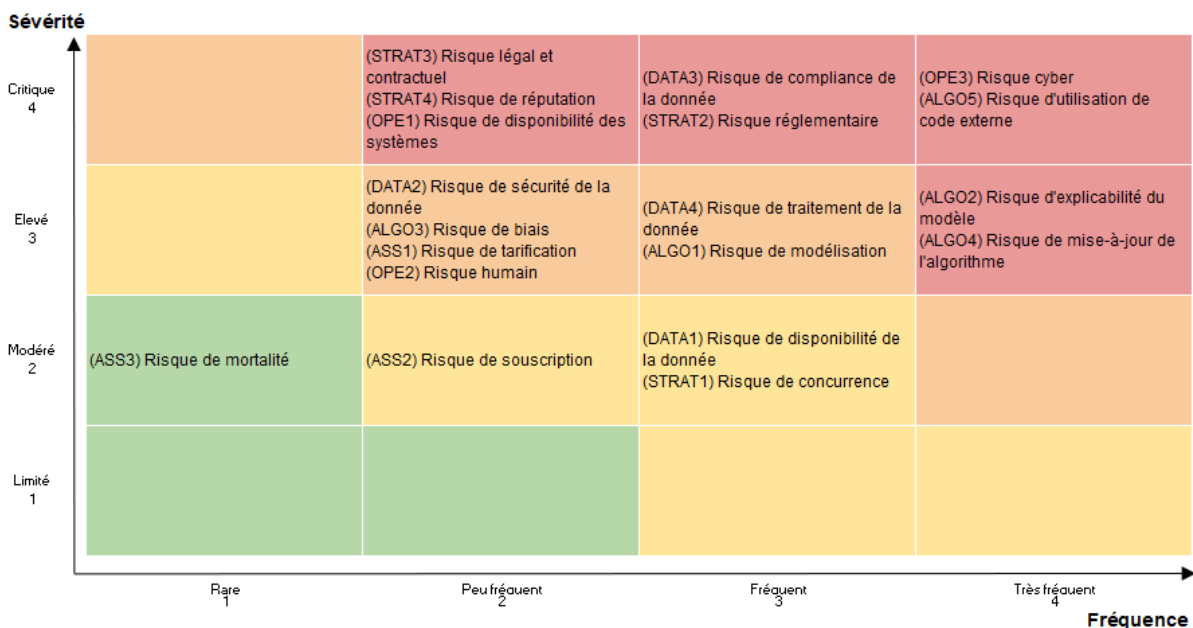 Sévérité
Critique
4
(STRAT3) Risque légal et
contractuel
(STRAT4) Risque de réputation
(OPE1) Risque de disponibilité des
systèmes
(DATA3) Risque de compliance de
la donnée
(STRAT2) Risque réglementaire
(OPE3) Risque cyber
(ALGO5) Risque d'utilisation de
code externe
Elevé
3
(DATA2) Risque de sécurité de la
donnée
(ALGO3) Risque de biais
(ASS1) Risque de tarification
(OPE2) Risque humain
(DATA4) Risque de traitement de la
donnée
(ALGO1) Risque de modélisation
(ALGO2) Risque d'explicabilité du
modèle
(ALGO4) Risque de mise-à-jour de
l'algorithme
Modéré
2
(ASS3) Risque de mortalité
(ASS2) Risque de souscription
(DATA1) Risque de disponibilité de
la donnée
(STRAT1) Risque de concurrence
Limité
1
Rare
1
Peu fréquent
2
Fréquent
3
Très fréquent
4
Fréquence